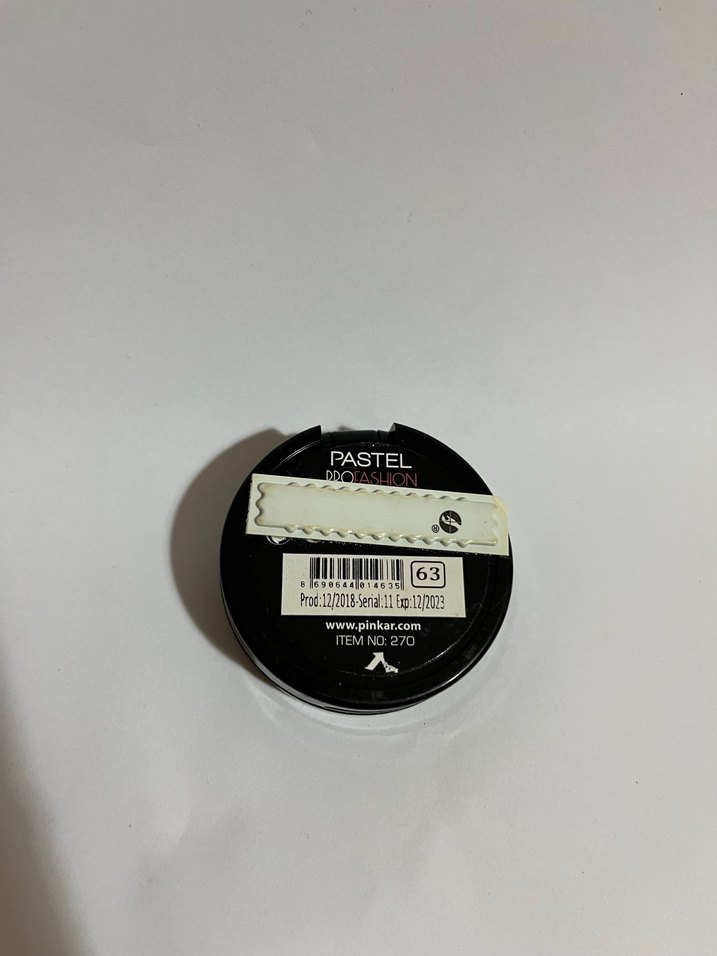 PASTEL
PROFASHION
®
63
8 690644 014635
Prod:12/2018-Serial:11 Exp:12/2023
www.pinkar.com
ITEM NO: 270